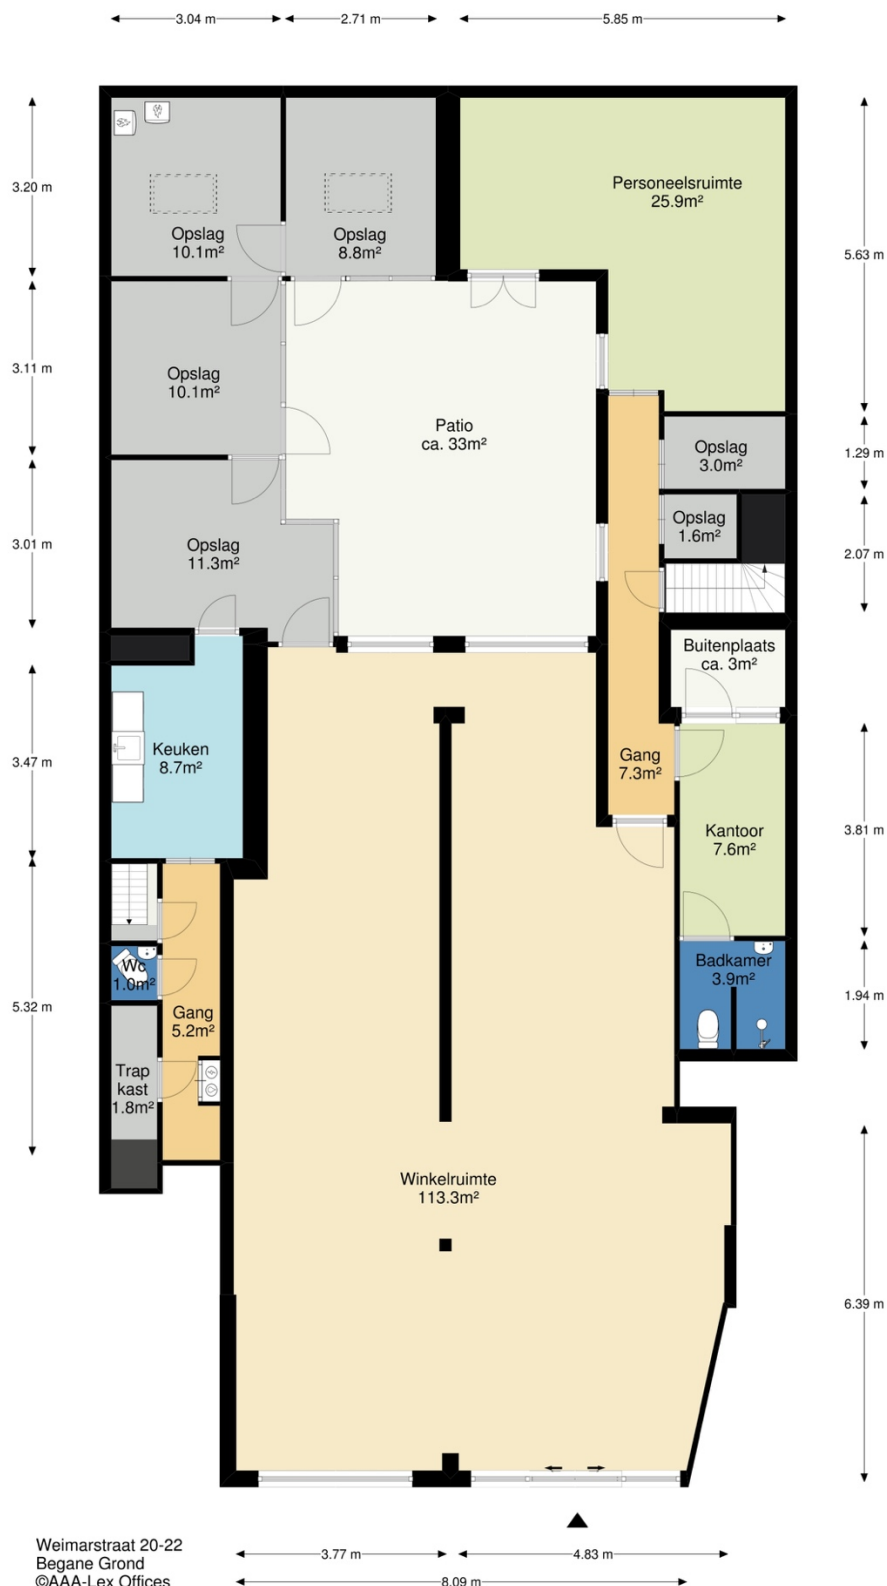 3.04 m
2.71 m
5.85 m
3.20 m
3.11 m
3.01 m
3.47 m
5.32 m
Opslag
10.1m²
Opslag
8.8m²
Personeelsruimte
25.9m²
Opslag
10.1m²
Patio
ca. 33m²
Opslag
3.0m²
Opslag
1.6m²
Opslag
11.3m²
Buitenplaats
ca. 3m²
Keuken
8.7m²
Gang
7.3m²
Kantoor
7.6m²
Wc
1.0m²
Badkamer
3.9m²
Gang
5.2m²
Trap
kast
1.8m²
Winkelruimte
113.3m²
5.63 m
1.29 m
2.07 m
3.81 m
1.94 m
6.39 m
Weimarstraat 20-22
Begane Grond
©AAA-Lex Offices
3.77 m
4.83 m
8.09 m